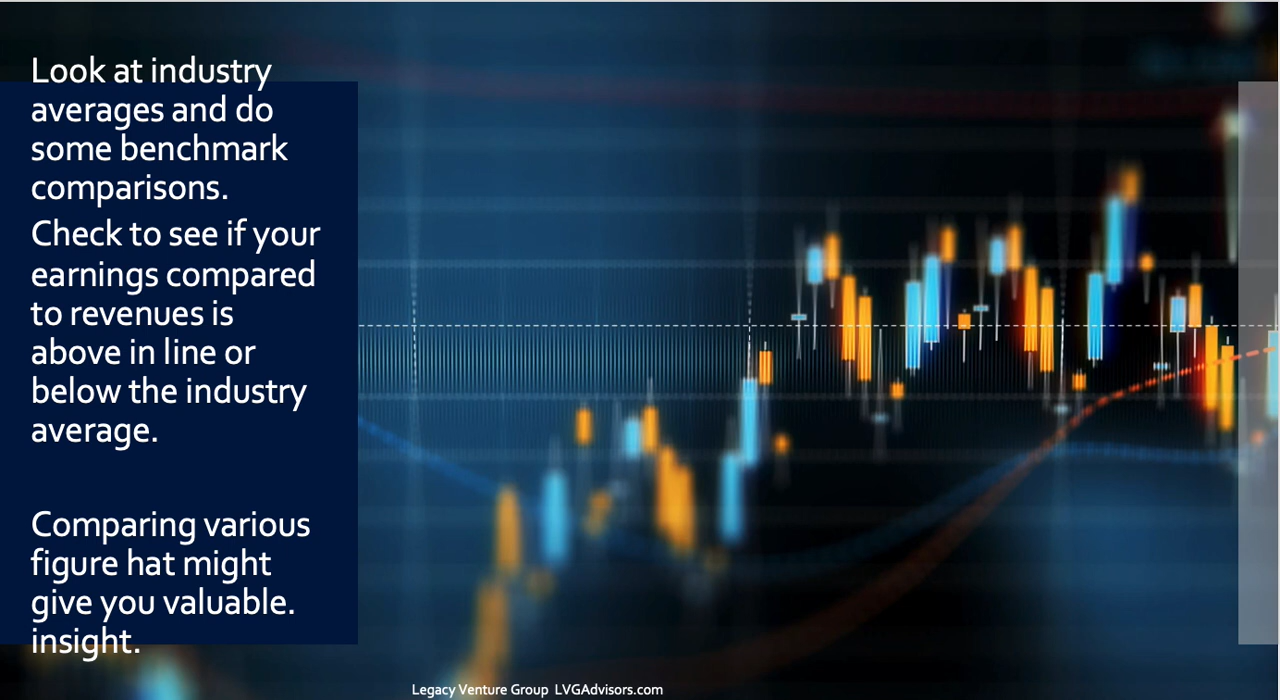 Look at industry
averages and do
some benchmark
comparisons.
Check to see if your
earnings compared
to revenues is
above in line or
below the industry
average.
Comparing various
figure hat might
give you valuable.
insight.
Legacy Venture Group  LVGAdvisors.com